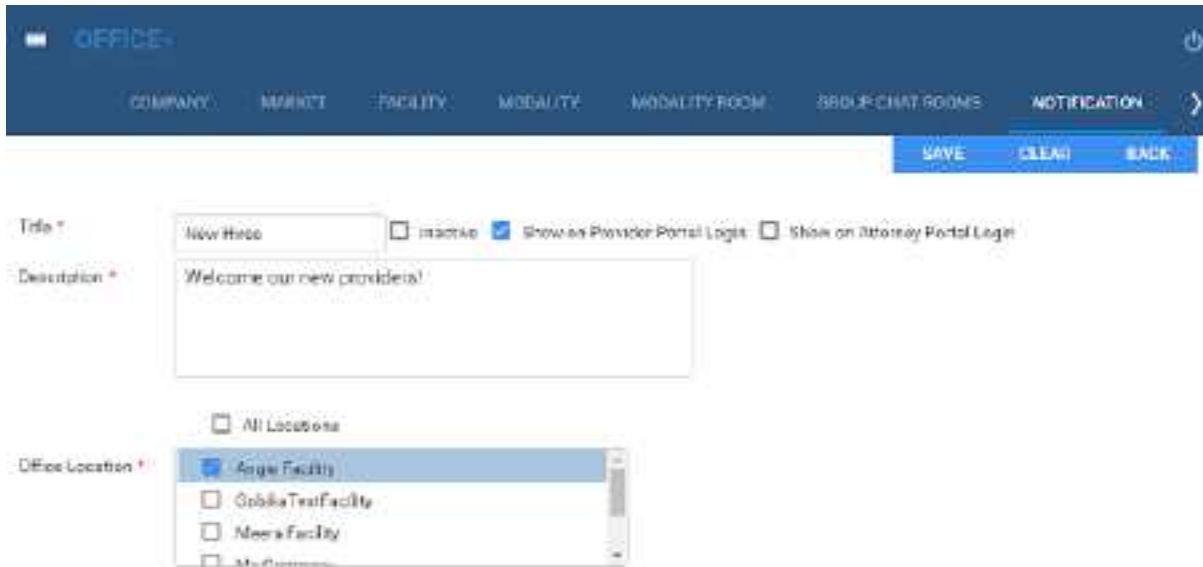 OFFICE
COMPANY MARKET FACILITY MODALITY MODALITY ROOM GROUP CHAT ROOMS NOTIFICATION
SAVE CLEAR BACK
Title * New Hires Inactive Show on Provider Portal Login Show on Attorney Portal Login
Description * Welcome our new providers!
All Locations
Office Location * Angie Facility
GobikaTestFacility
Meera Facility